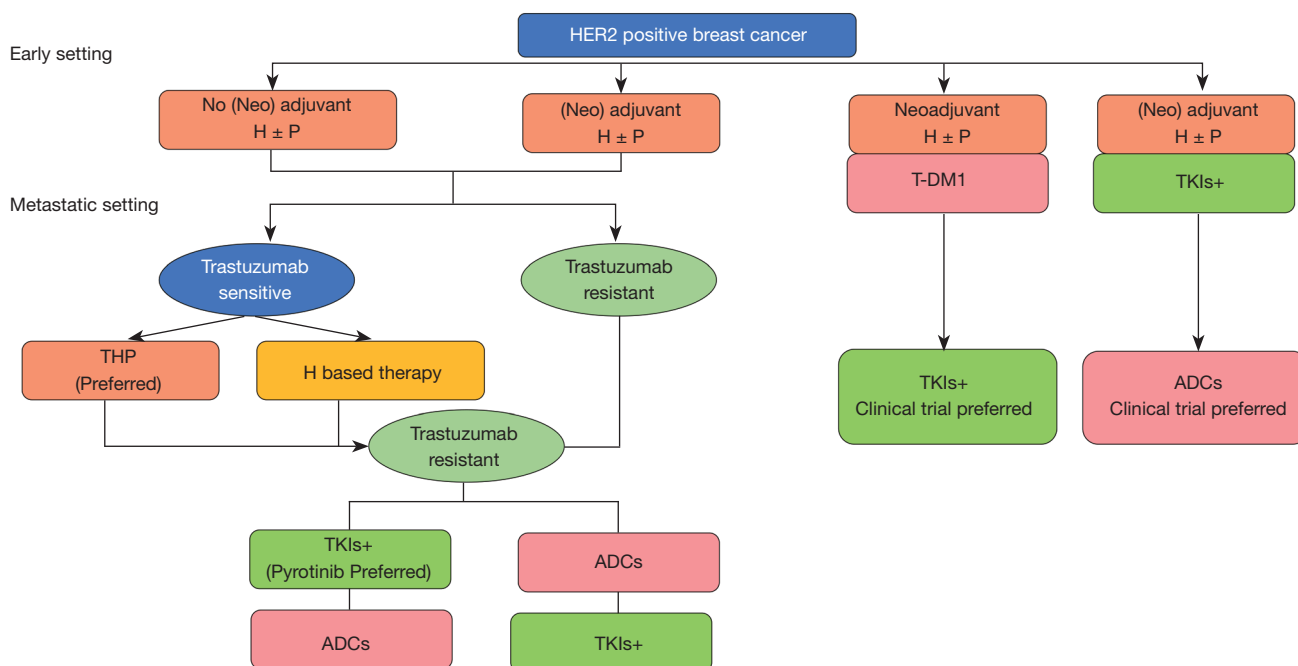 HER2 positive breast cancer
Early setting
No (Neo) adjuvant
H ± P
(Neo) adjuvant
H ± P
Neoadjuvant
H ± P
T-DM1
(Neo) adjuvant
H ± P
TKIs+
Metastatic setting
Trastuzumab
sensitive
Trastuzumab
resistant
THP
(Preferred)
H based therapy
TKIs+
Clinical trial preferred
ADCs
Clinical trial preferred
Trastuzumab
resistant
TKIs+
(Pyrotinib Preferred)
ADCs
ADCs
TKIs+